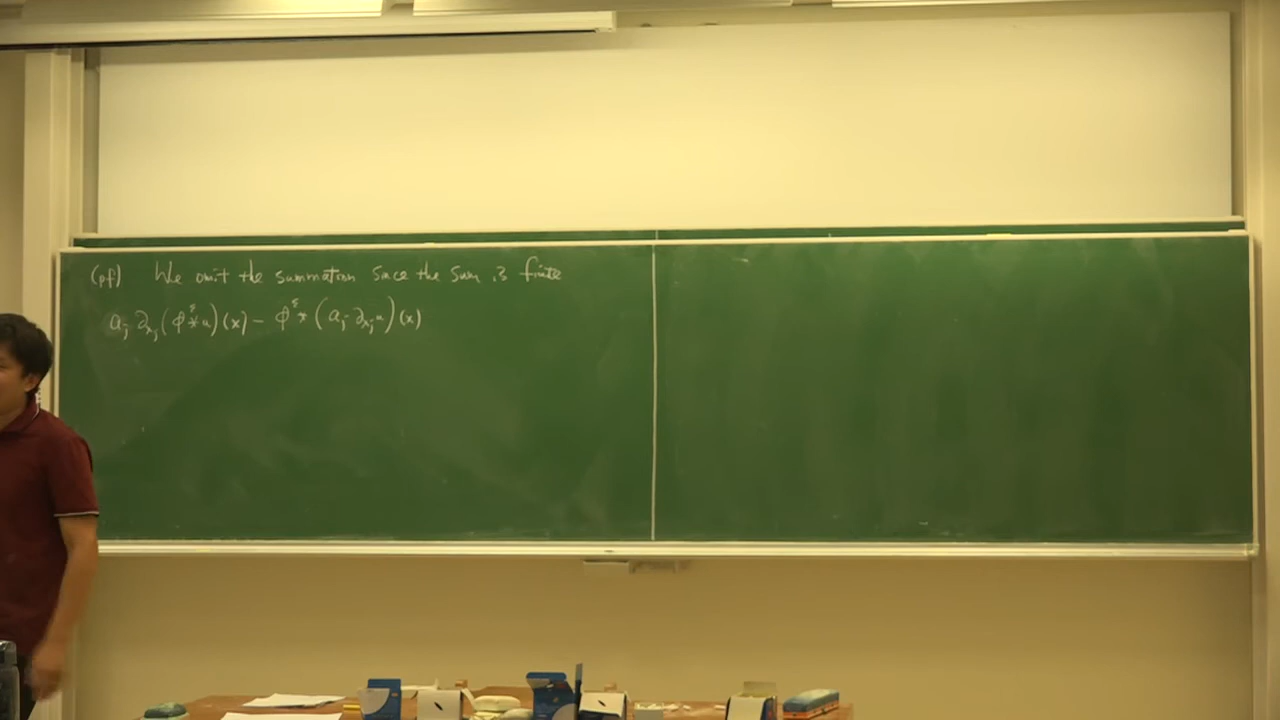 (pf) We omit the summation since the sum is finite
a_j ∂_{x_j} (φ^ε * u)(x) - φ^ε * (a_j ∂_{x_j} u)(x)